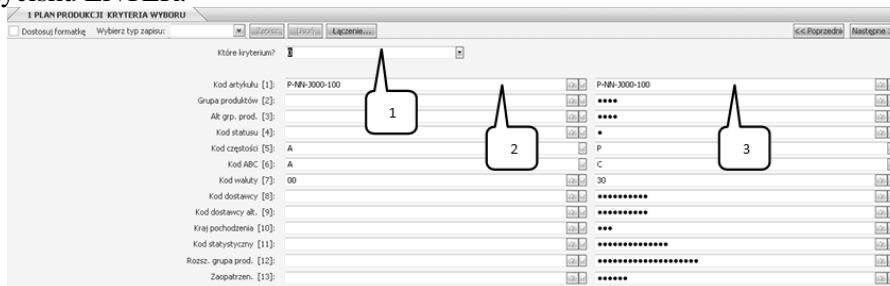 1 PLAN PRODUKCJI KRYTERIA WYBORU
Dostosuj formatkę Wybierz typ zapisu: Zapisz Usuń Łączenie.... <<Poprzedni Następne
Które kryterium? 0
Kod artykułu [1]: P-NN-J000-100 P-NN-J000-100
Grupa produktów [2]: ••••
Alt grp. prod. [3]: ••••
Kod statusu [4]: •
Kod częstości [5]: A P
Kod ABC [6]: A C
Kod waluty [7]: 00 30
Kod dostawcy [8]: ••••••••••
Kod dostawcy alt. [9]: ••••••••••
Kraj pochodzenia [10]: •••
Kod statystyczny [11]: ••••••••••••••
Rozsz. grupa prod. [12]: ••••••••••••••••••••
Zaopatrzen. [13]: ••••••
1
2
3